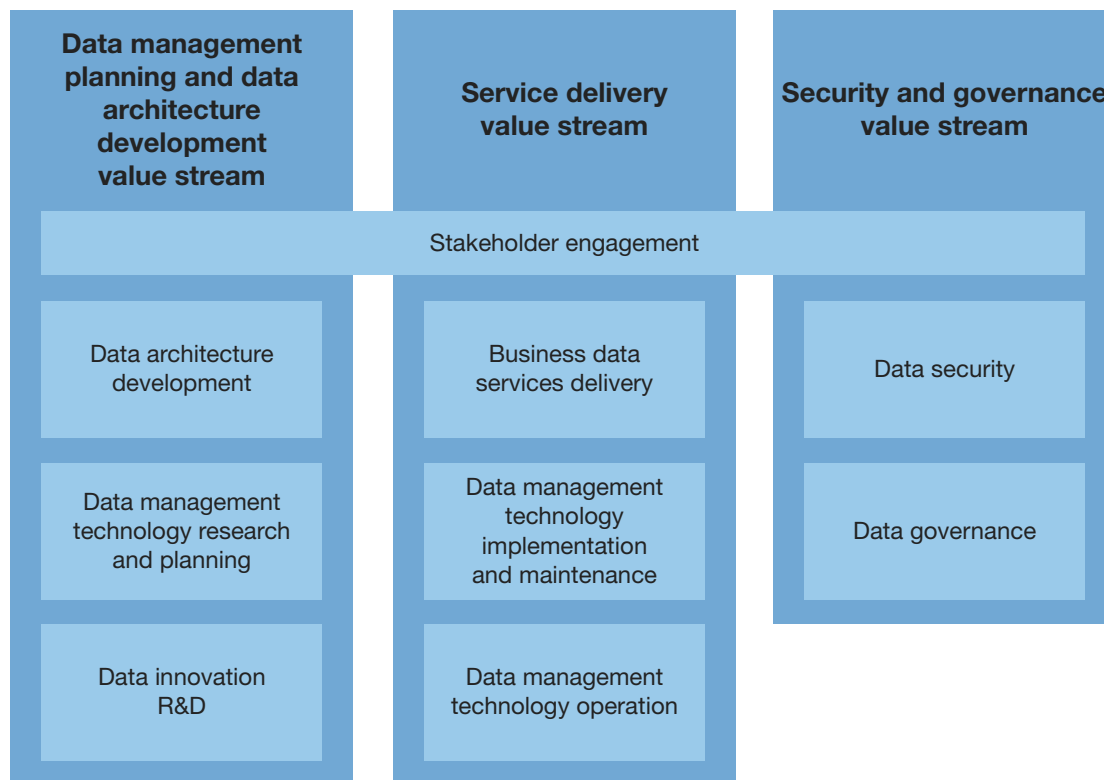 Data management
planning and data
architecture
development
value stream
Service delivery
value stream
Security and governance
value stream
Stakeholder engagement
Data architecture
development
Business data
services delivery
Data security
Data management
technology research
and planning
Data management
technology
implementation
and maintenance
Data governance
Data innovation
R&D
Data management
technology operation